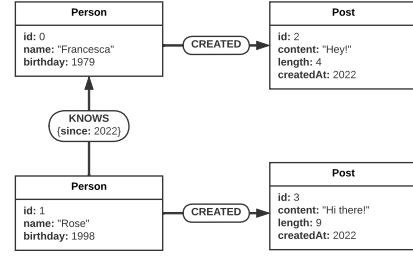 Person
id: 0
name: "Francesca"
birthday: 1979
CREATED
Post
id: 2
content: "Hey!"
length: 4
createdAt: 2022
KNOWS
{since: 2022}
Person
id: 1
name: "Rose"
birthday: 1998
CREATED
Post
id: 3
content: "Hi there!"
length: 9
createdAt: 2022